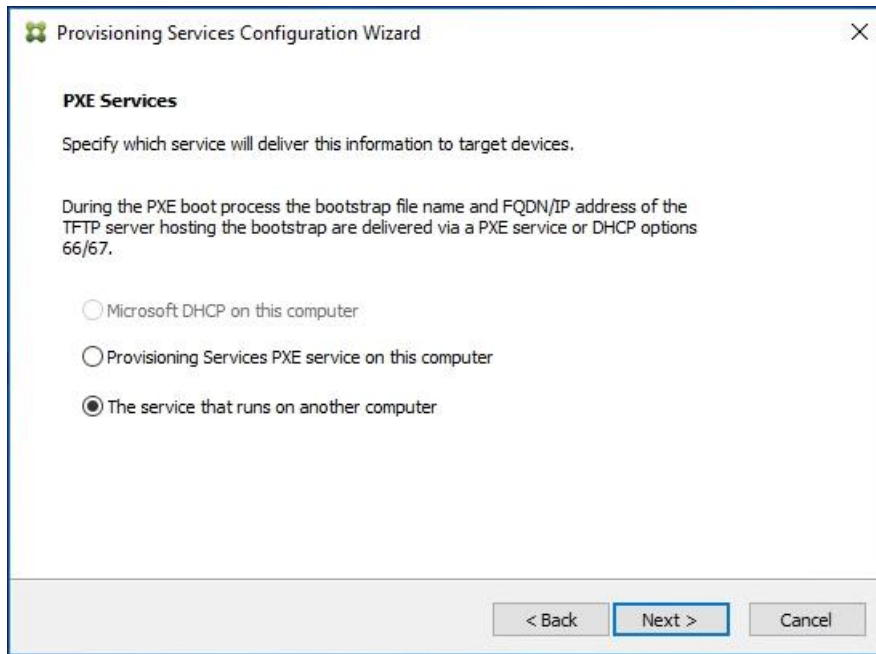 Provisioning Services Configuration Wizard
PXE Services
Specify which service will deliver this information to target devices.
During the PXE boot process the bootstrap file name and FQDN/IP address of the
TFTP server hosting the bootstrap are delivered via a PXE service or DHCP options
66/67.
Microsoft DHCP on this computer
Provisioning Services PXE service on this computer
The service that runs on another computer
< Back Next > Cancel